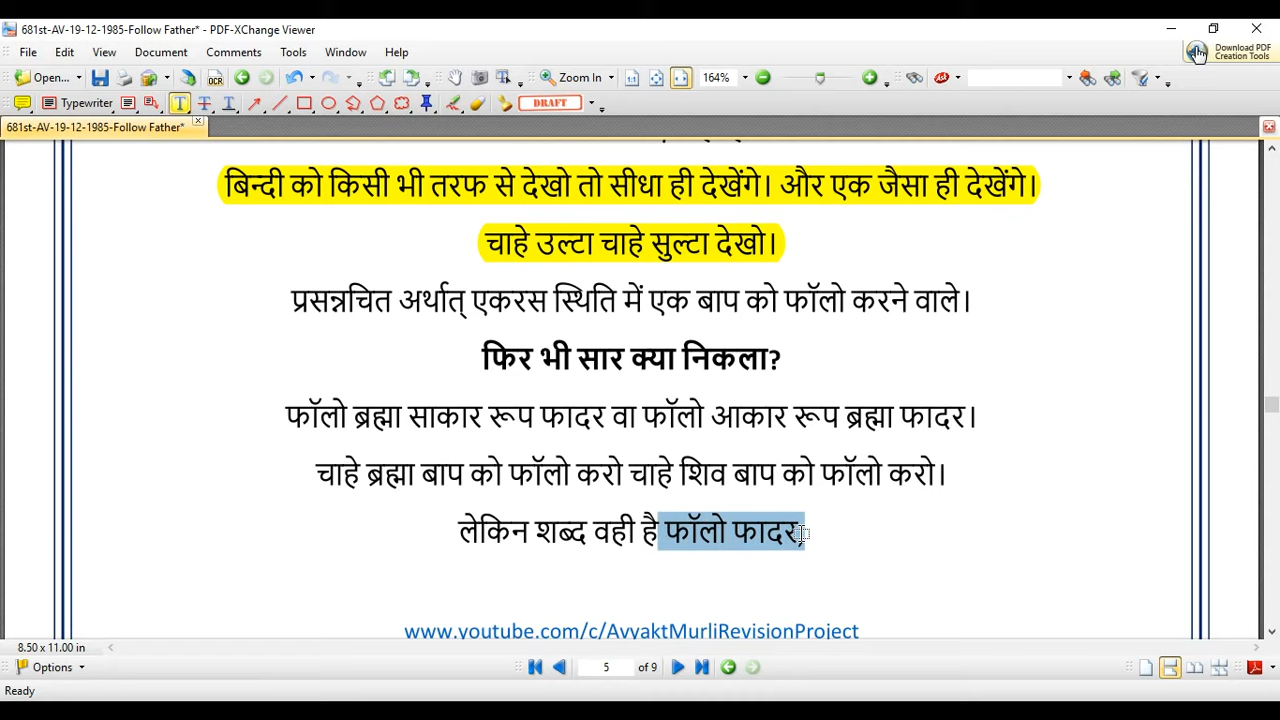 681st-AV-19-12-1985-Follow Father* - PDF-XChange Viewer
File Edit View Document Comments Tools Window Help
Download PDF Creation Tools
Open... OCR Zoom In 164%
Typewriter DRAFT
681st-AV-19-12-1985-Follow Father*
बिन्दी को किसी भी तरफ से देखो तो सीधा ही देखेंगे। और एक जैसा ही देखेंगे।
चाहे उल्टा चाहे सुल्टा देखो।
प्रसन्नचित अर्थात् एकरस स्थिति में एक बाप को फॉलो करने वाले।
फिर भी सार क्या निकला?
फॉलो ब्रह्मा साकार रूप फादर वा फॉलो आकार रूप ब्रह्मा फादर।
चाहे ब्रह्मा बाप को फॉलो करो चाहे शिव बाप को फॉलो करो।
लेकिन शब्द वही है फॉलो फादर,
www.youtube.com/c/AvyaktMurliRevisionProject
8.50 x 11.00 in
Options 5 of 9
Ready